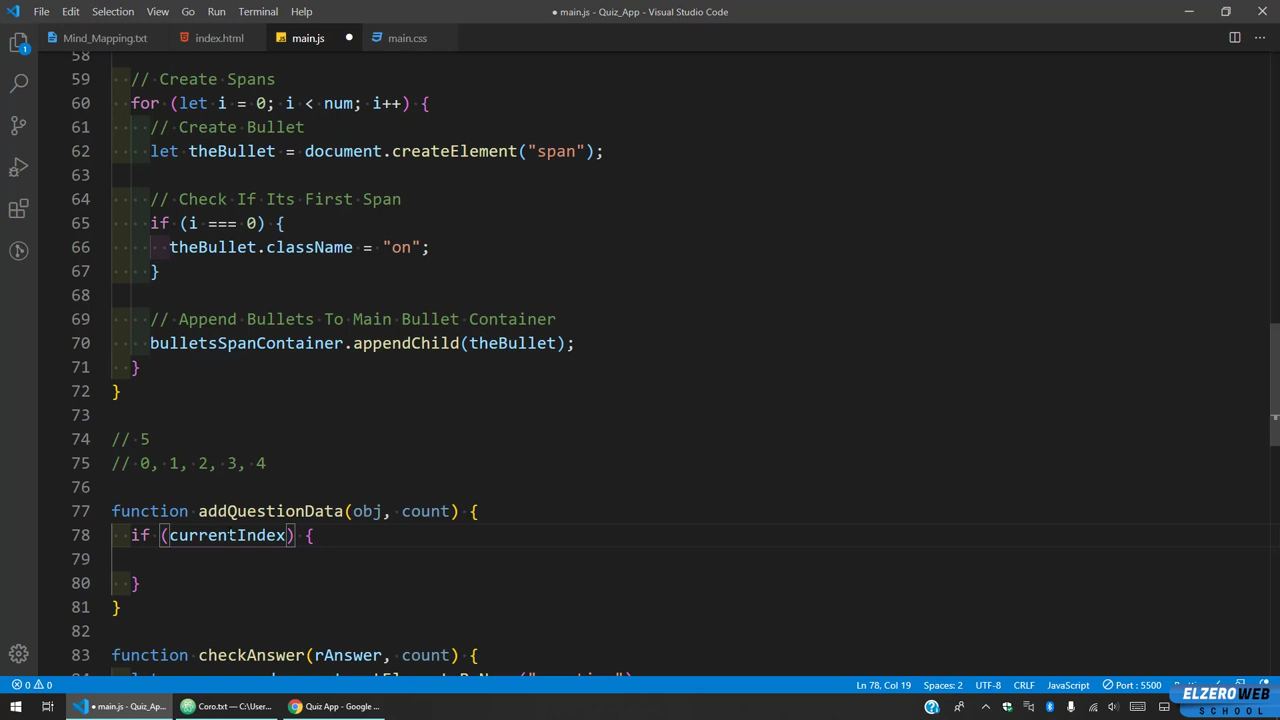 File Edit Selection View Go Run Terminal Help
● main.js - Quiz_App - Visual Studio Code
Mind_Mapping.txt index.html main.js ● main.css
58
59 // Create Spans
60 for (let i = 0; i < num; i++) {
61 // Create Bullet
62 let theBullet = document.createElement("span");
63
64 // Check If Its First Span
65 if (i === 0) {
66 theBullet.className = "on";
67 }
68
69 // Append Bullets To Main Bullet Container
70 bulletsSpanContainer.appendChild(theBullet);
71 }
72 }
73
74 // 5
75 // 0, 1, 2, 3, 4
76
77 function addQuestionData(obj, count) {
78 if (currentIndex) {
79
80 }
81 }
82
83 function checkAnswer(rAnswer, count) {
0 0 Ln 78, Col 19 Spaces: 2 UTF-8 CRLF JavaScript Port : 5500
● main.js - Quiz_Ap... Coro.txt — C:\User... Quiz App - Google ...
ELZEROWEB
SCHOOL
1